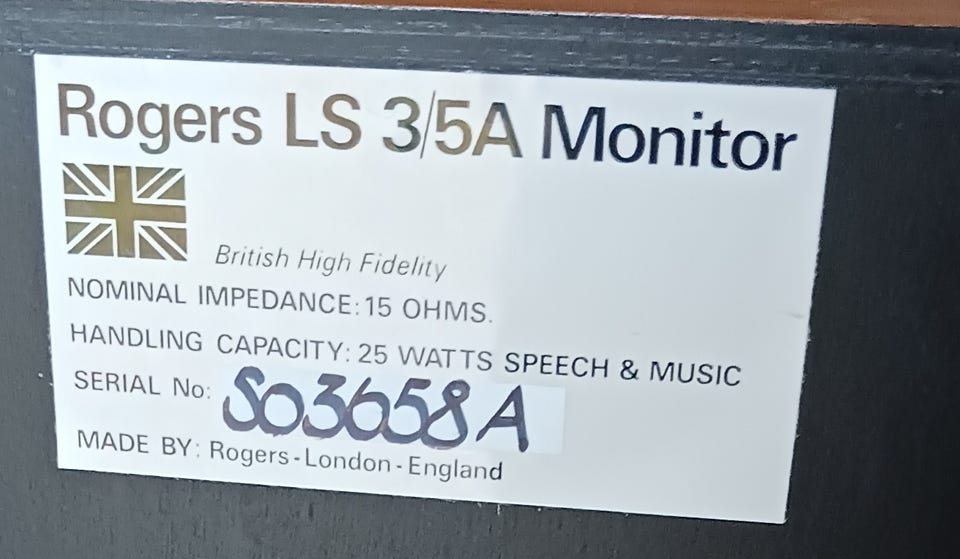 Rogers LS 3/5A Monitor
British High Fidelity
NOMINAL IMPEDANCE: 15 OHMS.
HANDLING CAPACITY: 25 WATTS SPEECH & MUSIC
SERIAL No: SO3658A
MADE BY: Rogers - London - England